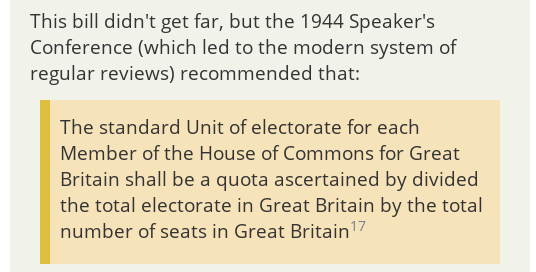 This bill didn't get far, but the 1944 Speaker's
Conference (which led to the modern system of
regular reviews) recommended that:
The standard Unit of electorate for each
Member of the House of Commons for Great
Britain shall be a quota ascertained by divided
the total electorate in Great Britain by the total
number of seats in Great Britain17